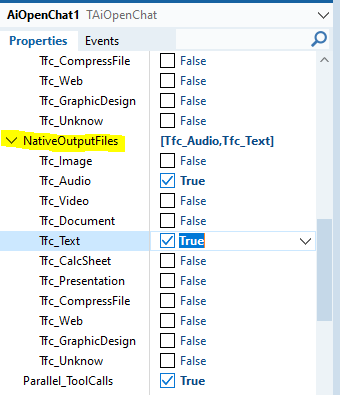 AiOpenChat1 TAiOpenChat
Properties Events
Tfc_CompressFile False
Tfc_Web False
Tfc_GraphicDesign False
Tfc_Unknow False
NativeOutputFiles [Tfc_Audio,Tfc_Text]
Tfc_Image False
Tfc_Audio True
Tfc_Video False
Tfc_Document False
Tfc_Text True
Tfc_CalcSheet False
Tfc_Presentation False
Tfc_CompressFile False
Tfc_Web False
Tfc_GraphicDesign False
Tfc_Unknow False
Parallel_ToolCalls True